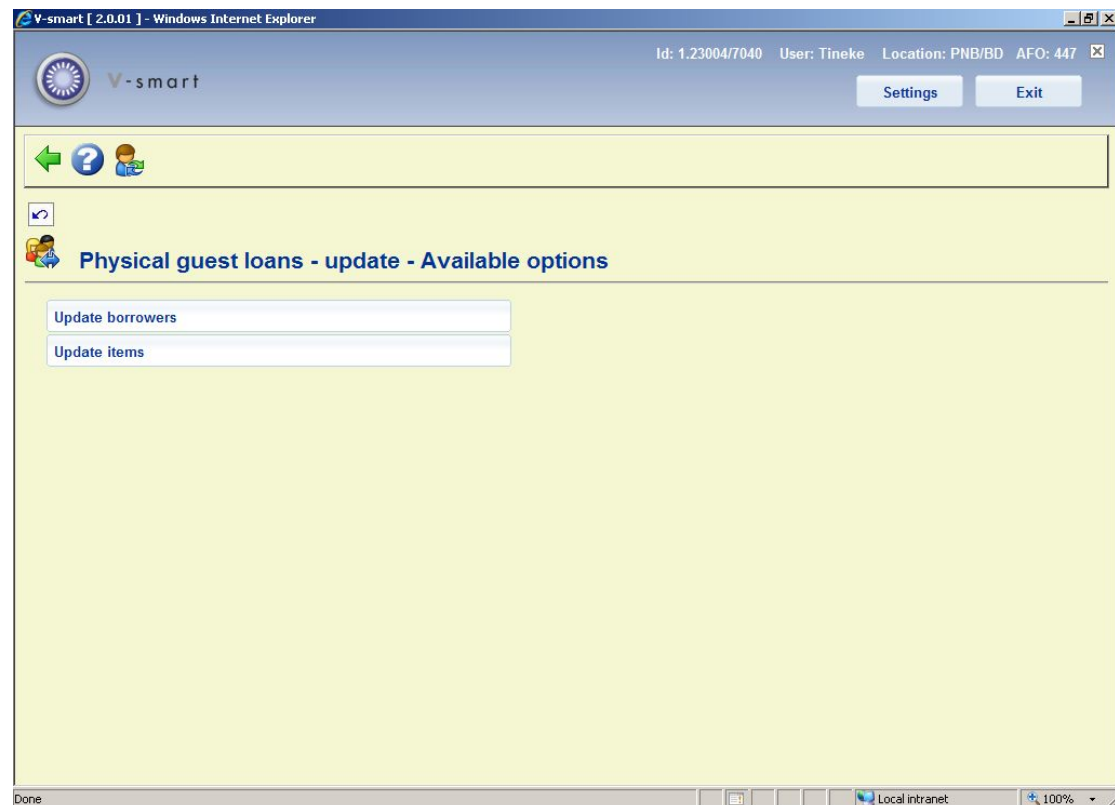 V-smart [ 2.0.01 ] - Windows Internet Explorer
Id: 1.23004/7040 User: Tineke Location: PNB/BD AFO: 447
V-smart
Settings Exit
Physical guest loans - update - Available options
Update borrowers
Update items
Done Local intranet 100%